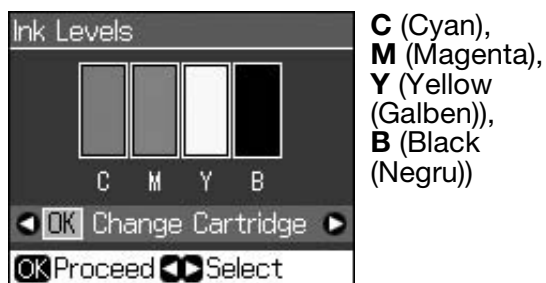 Ink Levels
C M Y B
OK Change Cartridge
OK Proceed Select
C (Cyan),
M (Magenta),
Y (Yellow
(Galben)),
B (Black
(Negru))